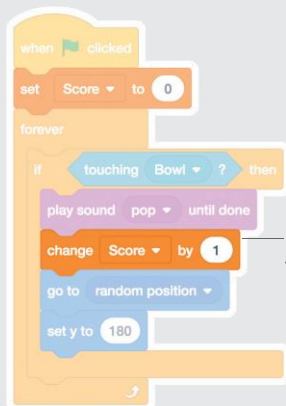 when clicked
set Score to 0
forever
if touching Bowl ? then
play sound pop until done
change Score by 1
go to random position
set y to 180